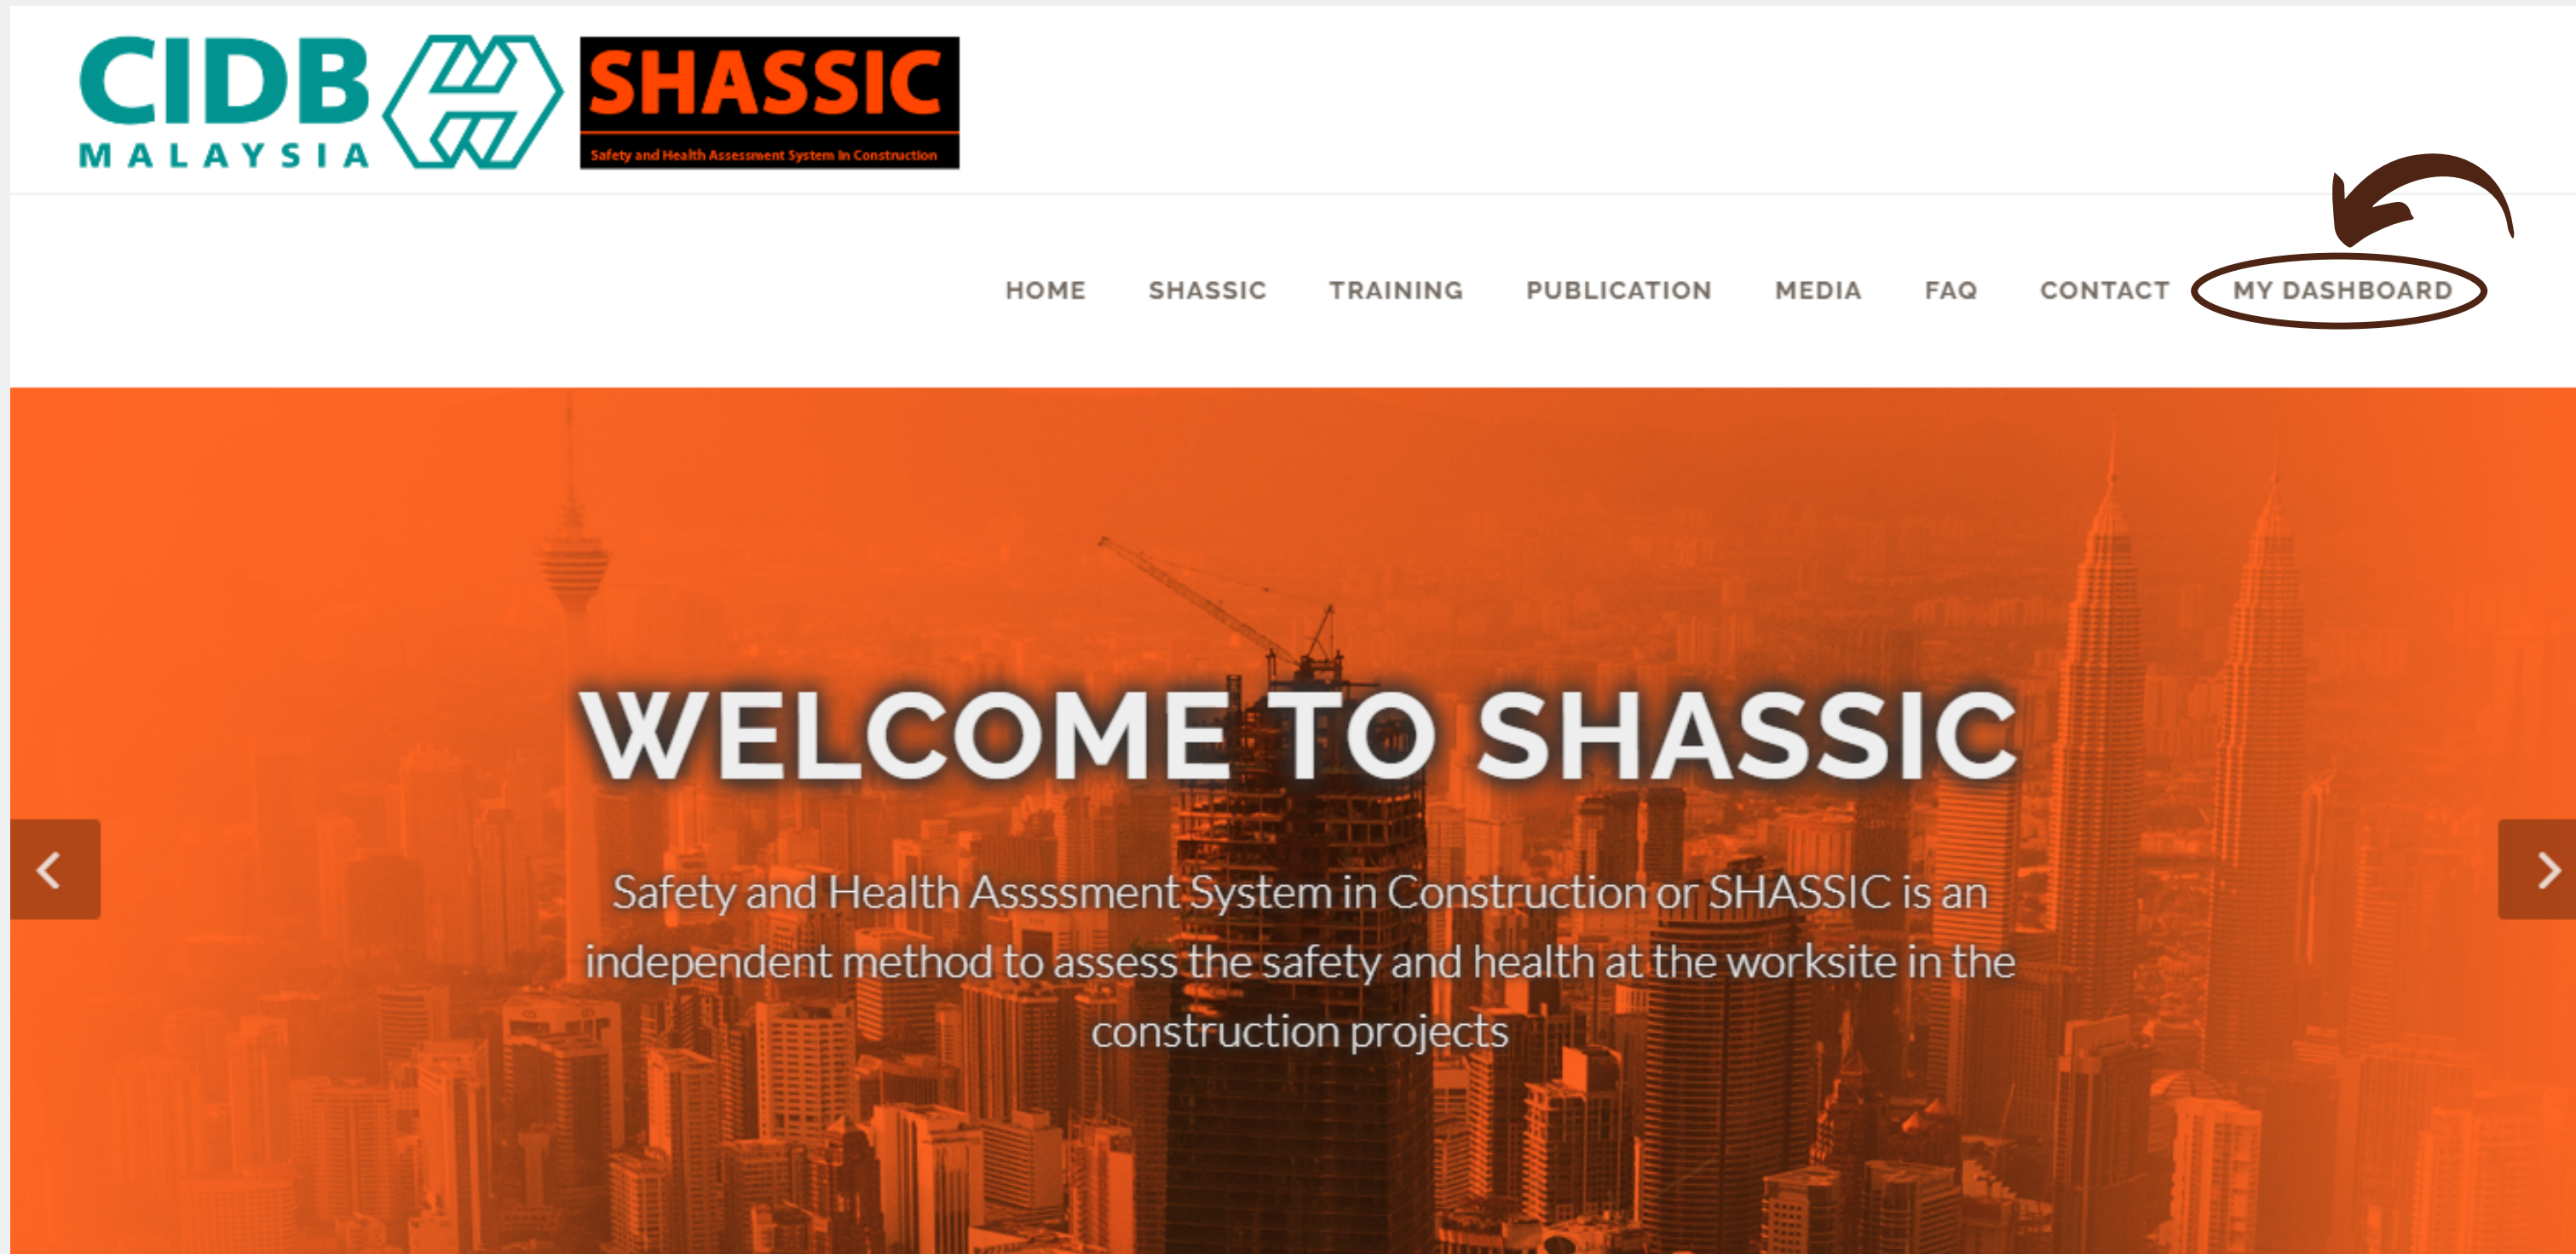 CIDB
MALAYSIA
SHASSIC
Safety and Health Assessment System In Construction
HOME SHASSIC TRAINING PUBLICATION MEDIA FAQ CONTACT MY DASHBOARD
WELCOME TO SHASSIC
Safety and Health Assssment System in Construction or SHASSIC is an
independent method to assess the safety and health at the worksite in the
construction projects